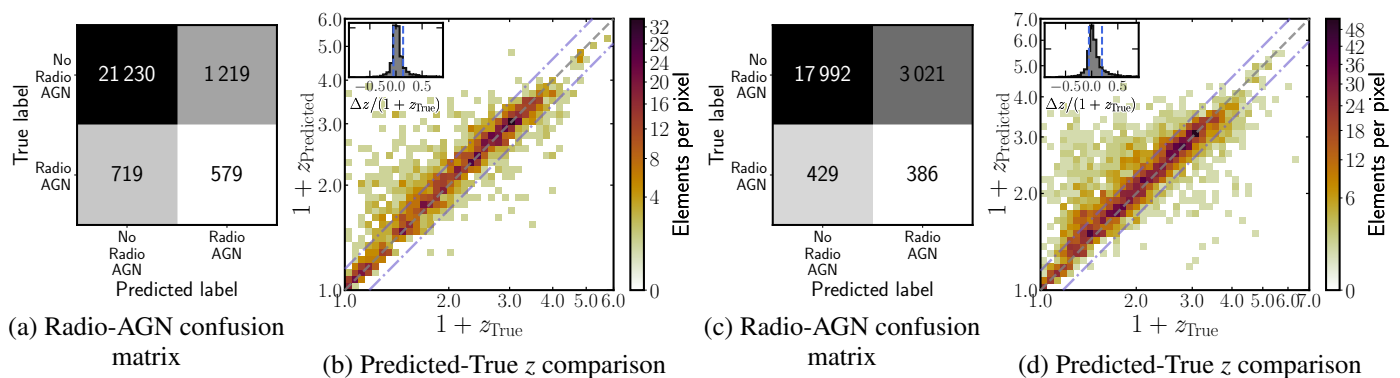 No
Radio
AGN
Radio
AGN
True label
21 230
1 219
719
579
No
Radio
AGN
Radio
AGN
Predicted label
(a) Radio-AGN confusion
matrix
6.0
5.0
4.0
3.0
2.0
1.0
1 + z_Predicted
−0.5 0.0 0.5
Δz/(1 + z_True)
1.0 2.0 3.0 4.0 5.0 6.0
1 + z_True
32
28
24
20
16
12
8
4
0
Elements per pixel
(b) Predicted-True z comparison
No
Radio
AGN
Radio
AGN
True label
17 992
3 021
429
386
No
Radio
AGN
Radio
AGN
Predicted label
(c) Radio-AGN confusion
matrix
7.0
6.0
5.0
4.0
3.0
2.0
1.0
1 + z_Predicted
−0.5 0.0 0.5
Δz/(1 + z_True)
1.0 2.0 3.0 4.0 5.0 6.0 7.0
1 + z_True
48
42
36
30
24
18
12
6
0
Elements per pixel
(d) Predicted-True z comparison